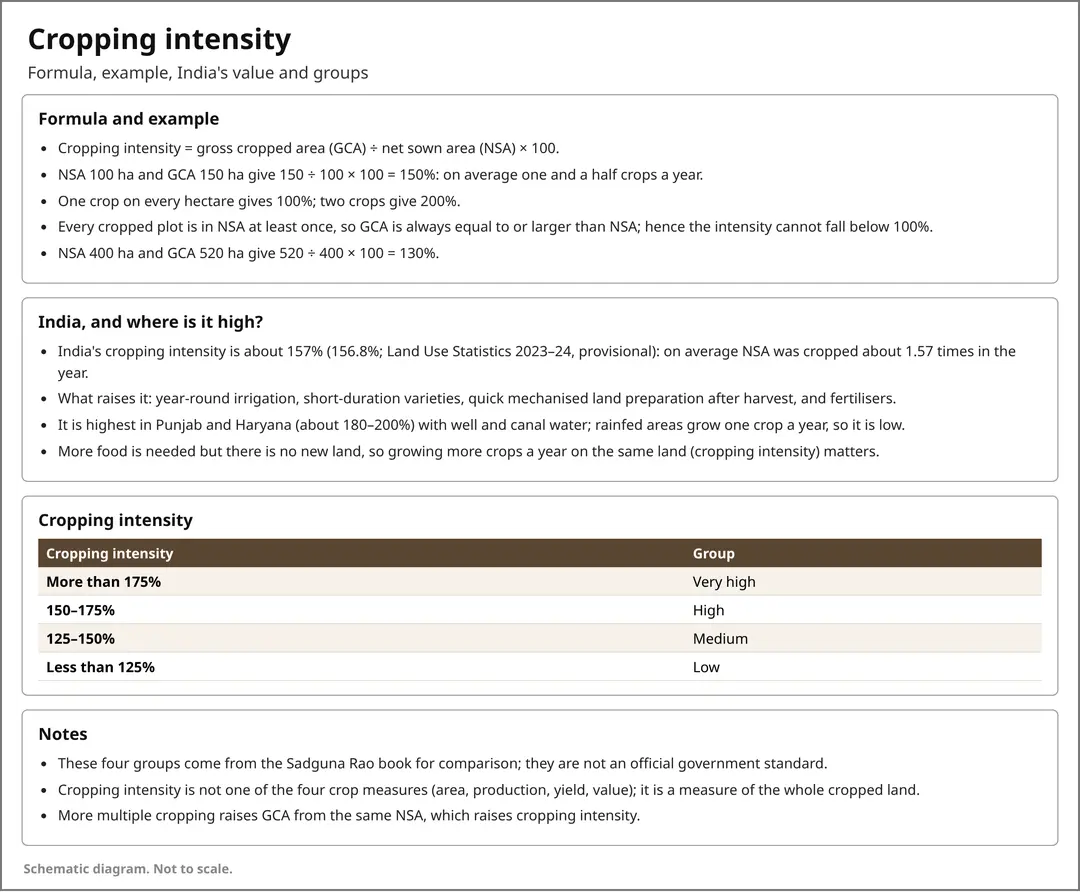 Cropping intensity
Formula, example, India's value and groups
Formula and example
• Cropping intensity = gross cropped area (GCA) ÷ net sown area (NSA) × 100.
• NSA 100 ha and GCA 150 ha give 150 ÷ 100 × 100 = 150%: on average one and a half crops a year.
• One crop on every hectare gives 100%; two crops give 200%.
• Every cropped plot is in NSA at least once, so GCA is always equal to or larger than NSA; hence the intensity cannot fall below 100%.
• NSA 400 ha and GCA 520 ha give 520 ÷ 400 × 100 = 130%.
India, and where is it high?
• India's cropping intensity is about 157% (156.8%; Land Use Statistics 2023–24, provisional): on average NSA was cropped about 1.57 times in the
year.
• What raises it: year-round irrigation, short-duration varieties, quick mechanised land preparation after harvest, and fertilisers.
• It is highest in Punjab and Haryana (about 180–200%) with well and canal water; rainfed areas grow one crop a year, so it is low.
• More food is needed but there is no new land, so growing more crops a year on the same land (cropping intensity) matters.
Cropping intensity
Cropping intensity Group
More than 175% Very high
150–175% High
125–150% Medium
Less than 125% Low
Notes
• These four groups come from the Sadguna Rao book for comparison; they are not an official government standard.
• Cropping intensity is not one of the four crop measures (area, production, yield, value); it is a measure of the whole cropped land.
• More multiple cropping raises GCA from the same NSA, which raises cropping intensity.
Schematic diagram. Not to scale.